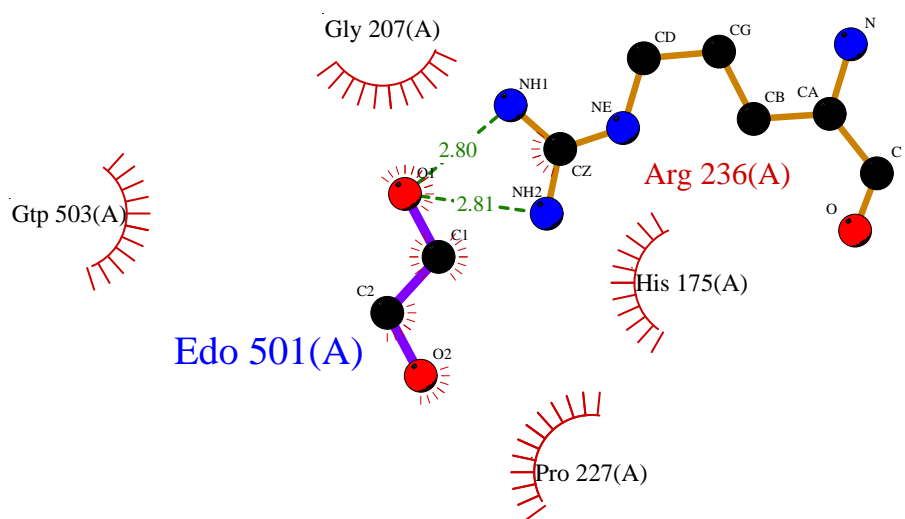 Gly 207(A)
N
CD
CG
NH1
NE
CB
CA
2.80
CZ
C
O1
NH2
Arg 236(A)
2.81
Gtp 503(A)
O
C1
His 175(A)
C2
Edo 501(A)
O2
Pro 227(A)